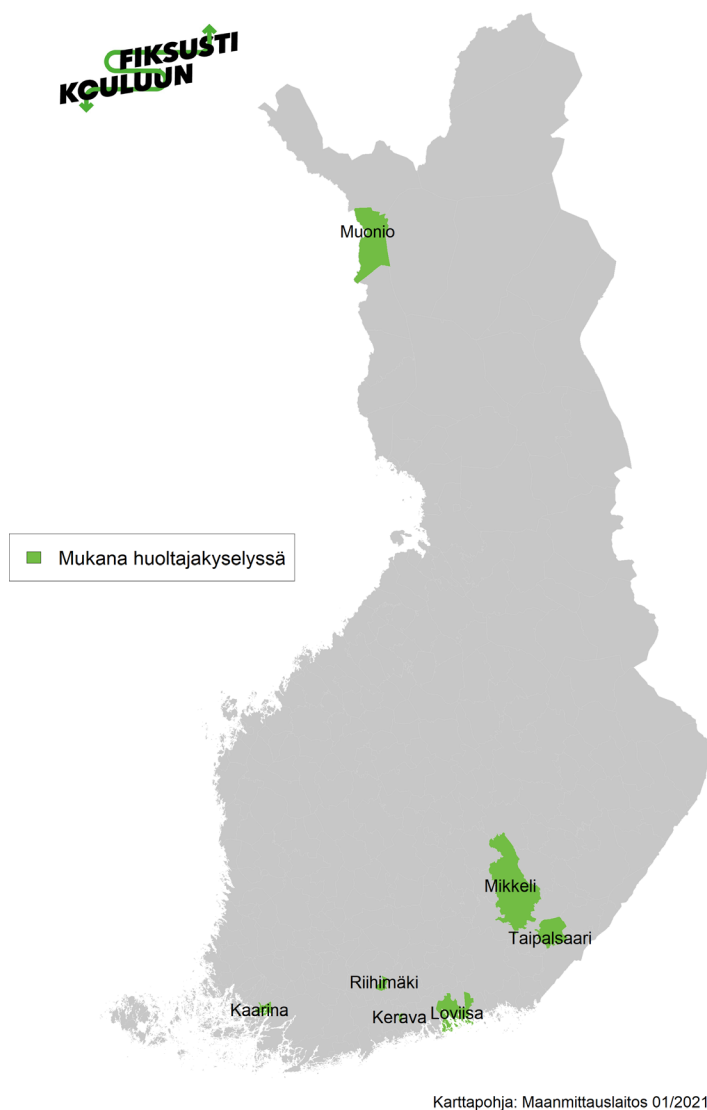 FIKSUSTI
KOULUUN
Muonio
Mukana huoltajakyselyssä
Mikkeli
Taipalsaari
Riihimäki
Kaarina
Kerava
Loviisa
Karttapohja: Maanmittauslaitos 01/2021